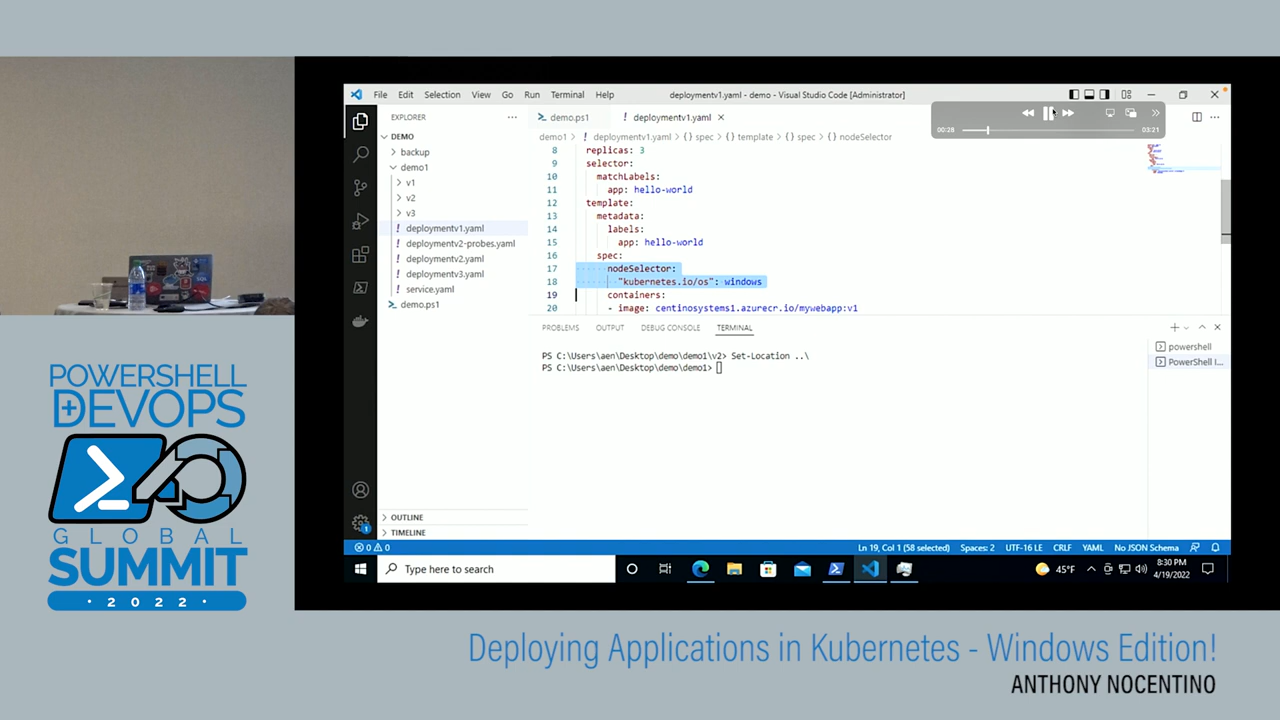 File Edit Selection View Go Run Terminal Help
deploymentv1.yaml - demo - Visual Studio Code [Administrator]
EXPLORER
DEMO
backup
demo1
v1
v2
v3
deploymentv1.yaml
deploymentv2-probes.yaml
deploymentv2.yaml
deploymentv3.yaml
service.yaml
demo.ps1
OUTLINE
TIMELINE
demo.ps1
deploymentv1.yaml
00:28
03:21
demo1 > deploymentv1.yaml > {} spec > {} template > {} spec > {} nodeSelector
8 replicas: 3
9 selector:
10 matchLabels:
11 app: hello-world
12 template:
13 metadata:
14 labels:
15 app: hello-world
16 spec:
17 nodeSelector:
18 "kubernetes.io/os": windows
19 containers:
20 - image: centinosystems1.azurecr.io/mywebapp:v1
PROBLEMS OUTPUT DEBUG CONSOLE TERMINAL
PS C:\Users\aen\Desktop\demo\demo1\v2> Set-Location ..\
PS C:\Users\aen\Desktop\demo\demo1>
powershell
PowerShell I...
0 0
Ln 19, Col 1 (58 selected) Spaces: 2 UTF-16 LE CRLF YAML No JSON Schema
Type here to search
45°F
8:30 PM
4/19/2022
POWERSHELL
+DEVOPS
GLOBAL
SUMMIT
· 2022 ·
Deploying Applications in Kubernetes - Windows Edition!
ANTHONY NOCENTINO